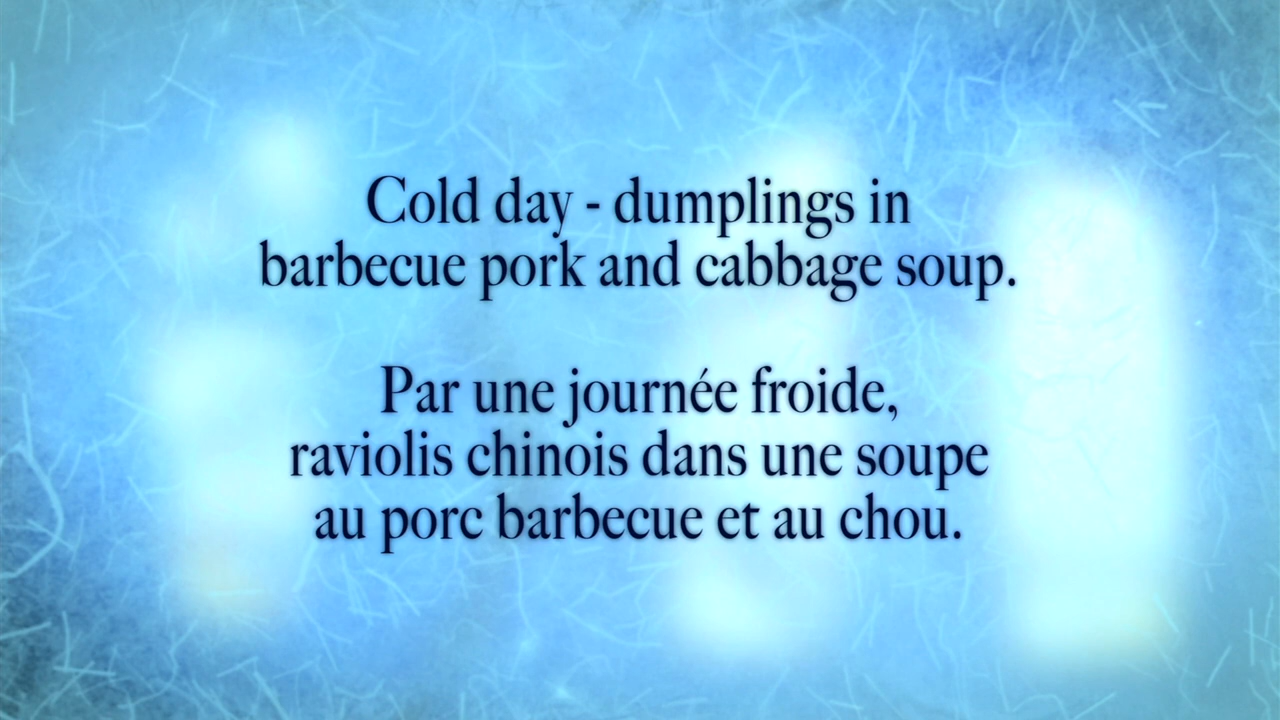 Cold day - dumplings in
barbecue pork and cabbage soup.
Par une journée froide,
raviolis chinois dans une soupe
au porc barbecue et au chou.